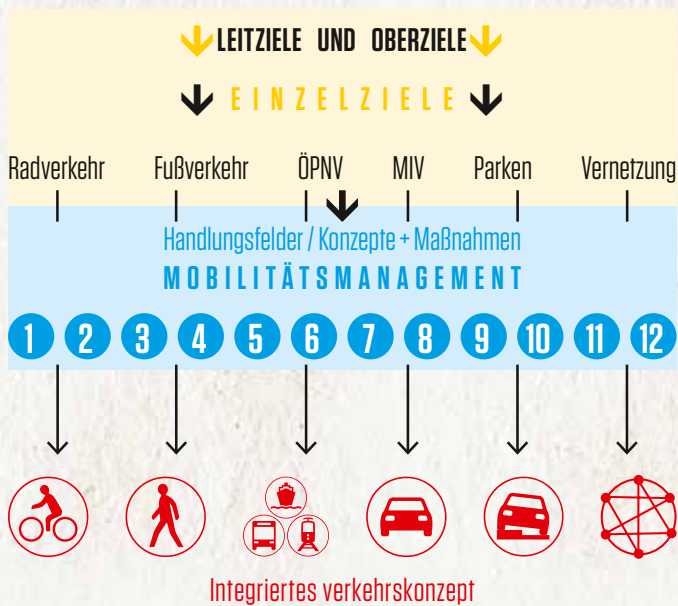 LEITZIELE UND OBERZIELE
EINZELZIELE
Radverkehr Fußverkehr ÖPNV MIV Parken Vernetzung
Handlungsfelder / Konzepte + Maßnahmen
MOBILITÄTSMANAGEMENT
1 2 3 4 5 6 7 8 9 10 11 12
Integriertes verkehrskonzept